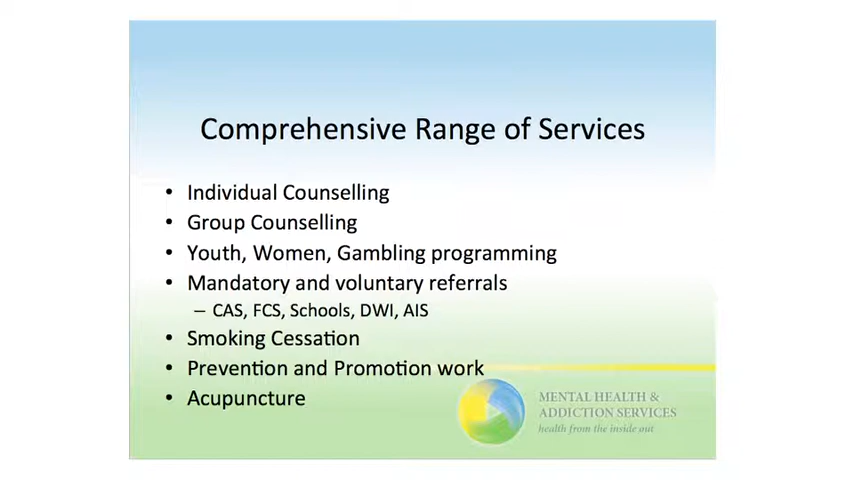 Comprehensive Range of Services
• Individual Counselling
• Group Counselling
• Youth, Women, Gambling programming
• Mandatory and voluntary referrals
– CAS, FCS, Schools, DWI, AIS
• Smoking Cessation
• Prevention and Promotion work
• Acupuncture
MENTAL HEALTH &
ADDICTION SERVICES
health from the inside out